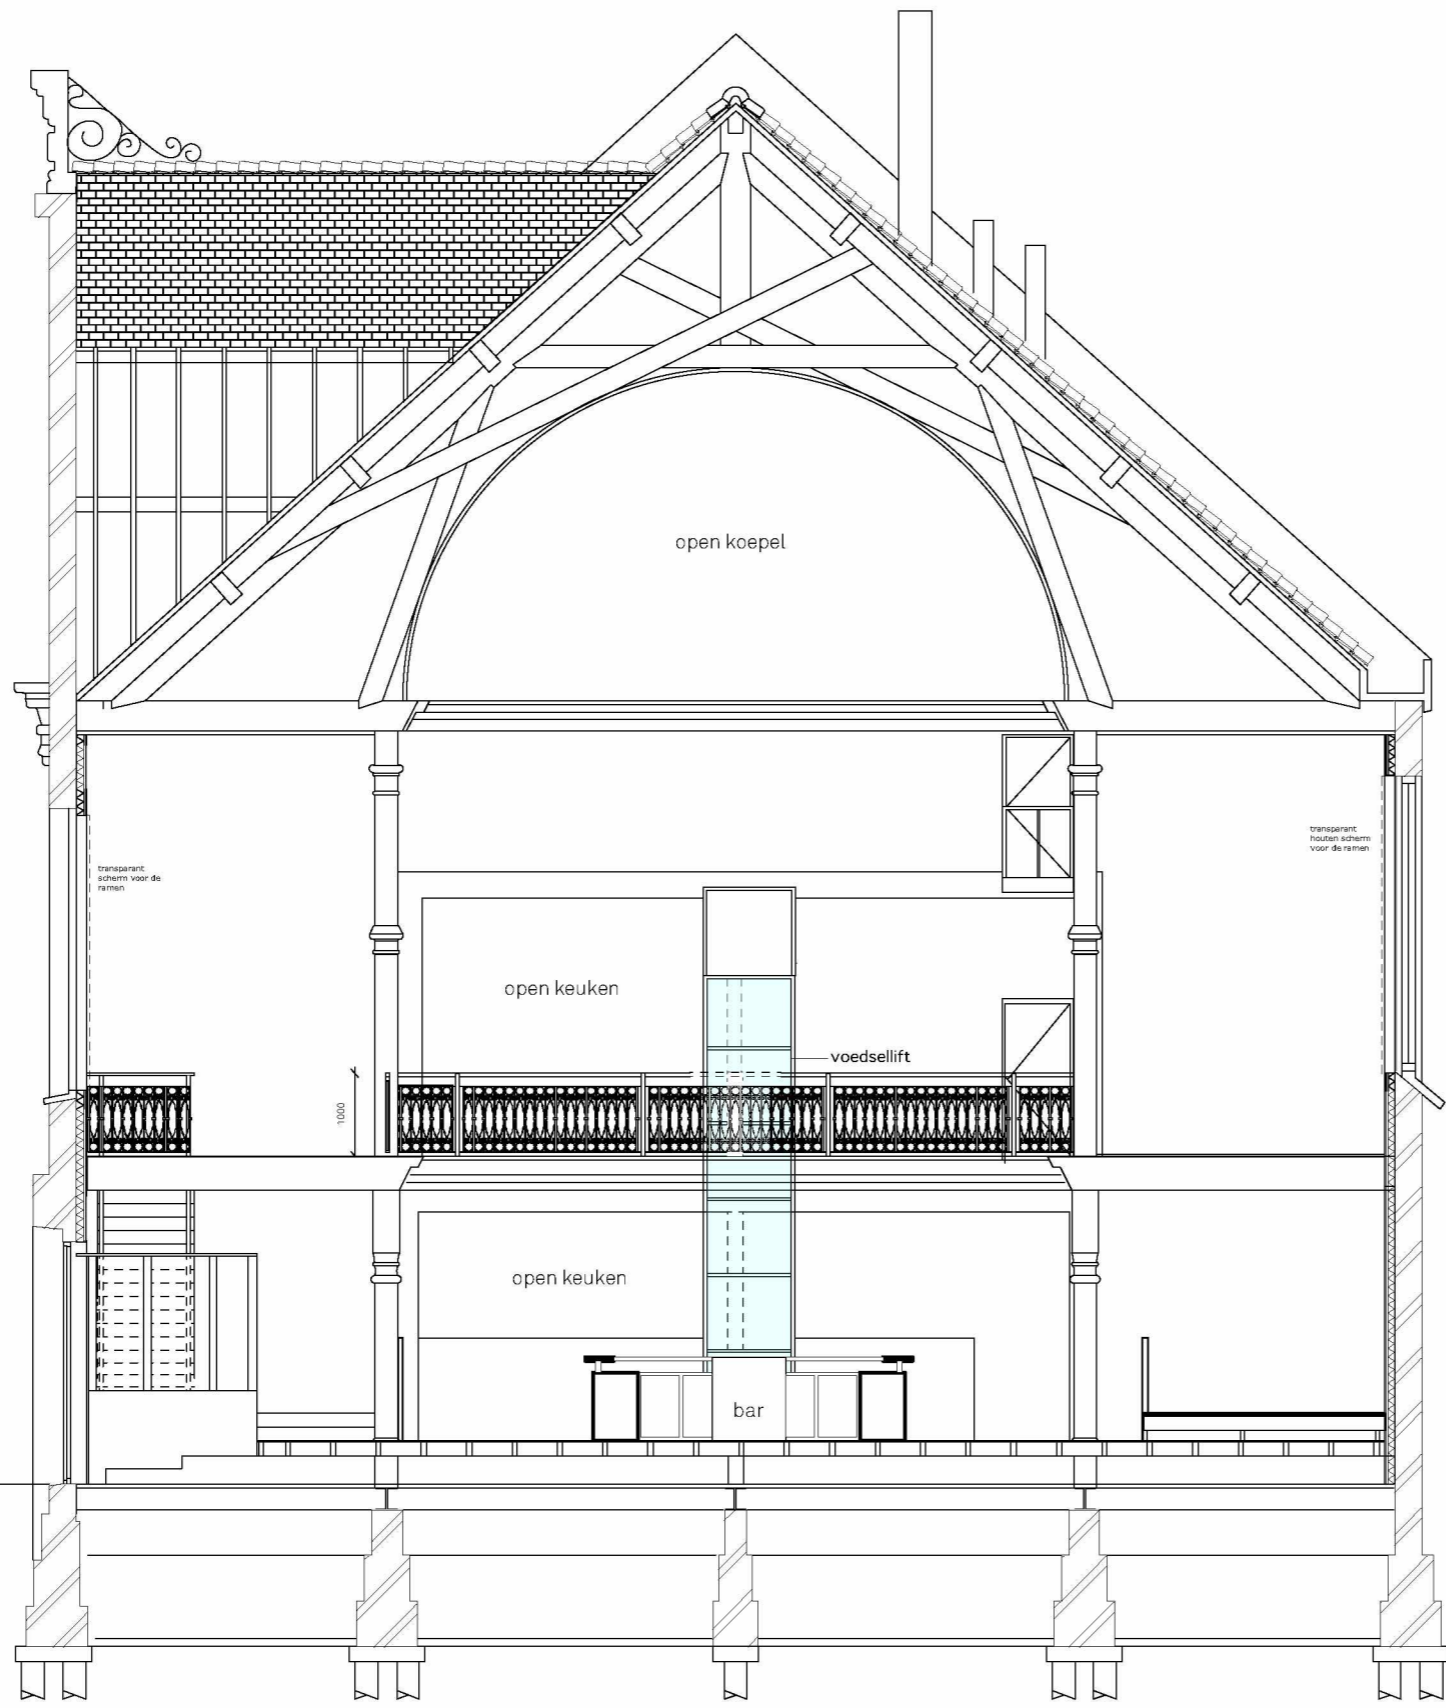 open koepel
transparant
houten scherm
voor de ramen
transparant
scherm voor de
ramen
open keuken
voedsellift
1000
open keuken
bar